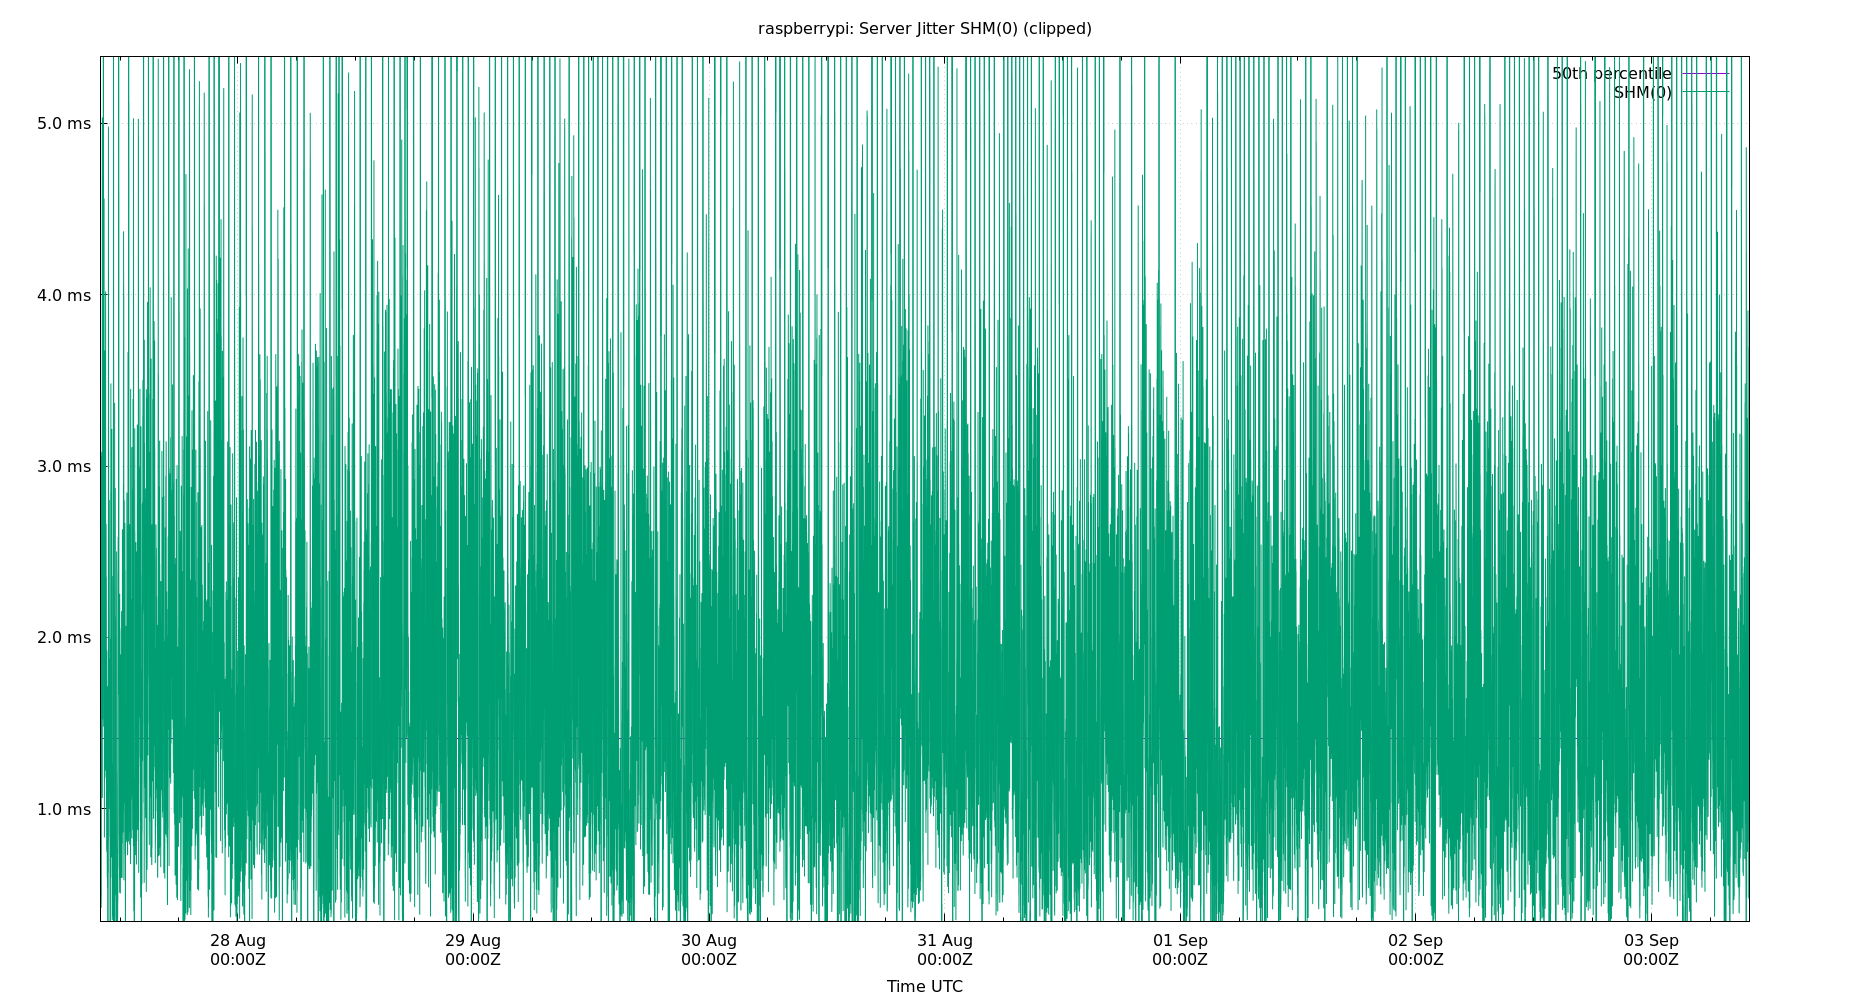 raspberrypi: Server Jitter SHM(0) (clipped)
50th percentile
SHM(0)
5.0 ms
4.0 ms
3.0 ms
2.0 ms
1.0 ms
28 Aug 29 Aug 30 Aug 31 Aug 01 Sep 02 Sep 03 Sep
00:00Z 00:00Z 00:00Z 00:00Z 00:00Z 00:00Z 00:00Z
Time UTC